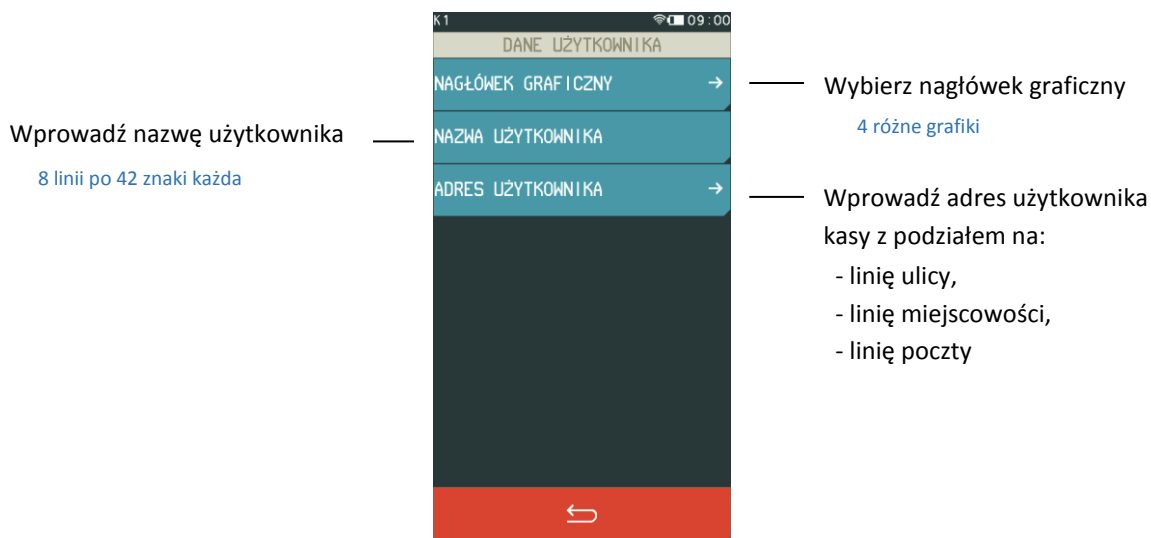 K1 09:00
DANE UŻYTKOWNIKA
NAGŁÓWEK GRAFICZNY
NAZWA UŻYTKOWNIKA
ADRES UŻYTKOWNIKA
Wprowadź nazwę użytkownika
8 linii po 42 znaki każda
Wybierz nagłówek graficzny
4 różne grafiki
Wprowadź adres użytkownika
kasy z podziałem na:
- linię ulicy,
- linię miejscowości,
- linię poczty